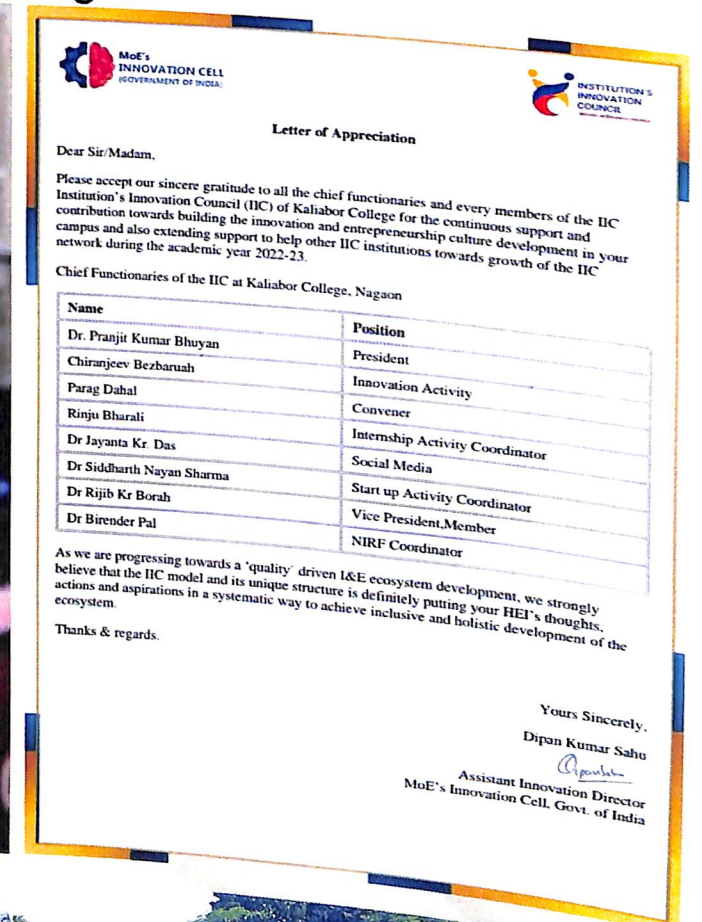 MoE's
INNOVATION CELL
(GOVERNMENT OF INDIA)
INSTITUTION'S
INNOVATION
COUNCIL
Letter of Appreciation
Dear Sir/Madam,
Please accept our sincere gratitude to all the chief functionaries and every members of the IIC
Institution's Innovation Council (IIC) of Kaliabor College for the continuous support and
contribution towards building the innovation and entrepreneurship culture development in your
campus and also extending support to help other IIC institutions towards growth of the IIC
network during the academic year 2022-23.
Chief Functionaries of the IIC at Kaliabor College, Nagaon
Name Position
Dr. Pranjit Kumar Bhuyan President
Chiranjeev Bezbaruah Innovation Activity
Parag Dahal Convener
Rinju Bharali Internship Activity Coordinator
Dr Jayanta Kr. Das Social Media
Dr Siddharth Nayan Sharma Start up Activity Coordinator
Dr Rijib Kr Borah Vice President,Member
Dr Birender Pal NIRF Coordinator
As we are progressing towards a 'quality' driven I&E ecosystem development, we strongly
believe that the IIC model and its unique structure is definitely putting your HEI's thoughts,
actions and aspirations in a systematic way to achieve inclusive and holistic development of the
ecosystem.
Thanks & regards.
Yours Sincerely,
Dipan Kumar Sahu
Assistant Innovation Director
MoE's Innovation Cell, Govt. of India